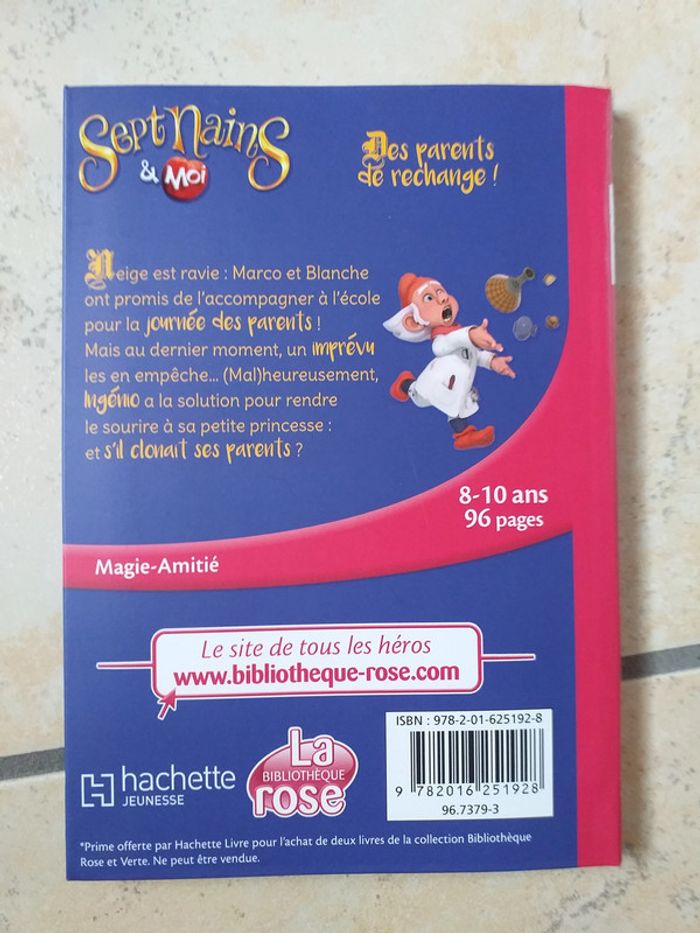 Sept Nains
& Moi
Des parents
de rechange !
Neige est ravie : Marco et Blanche
ont promis de l'accompagner à l'école
pour la journée des parents !
Mais au dernier moment, un imprévu
les en empêche... (Mal)heureusement,
Ingénio a la solution pour rendre
le sourire à sa petite princesse :
et s'il clonait ses parents ?
8-10 ans
96 pages
Magie-Amitié
Le site de tous les héros
www.bibliotheque-rose.com
hachette
JEUNESSE
La
BIBLIOTHÈQUE
rose
ISBN : 978-2-01-625192-8
9 782016 251928
96.7379-3
*Prime offerte par Hachette Livre pour l'achat de deux livres de la collection Bibliothèque
Rose et Verte. Ne peut être vendue.